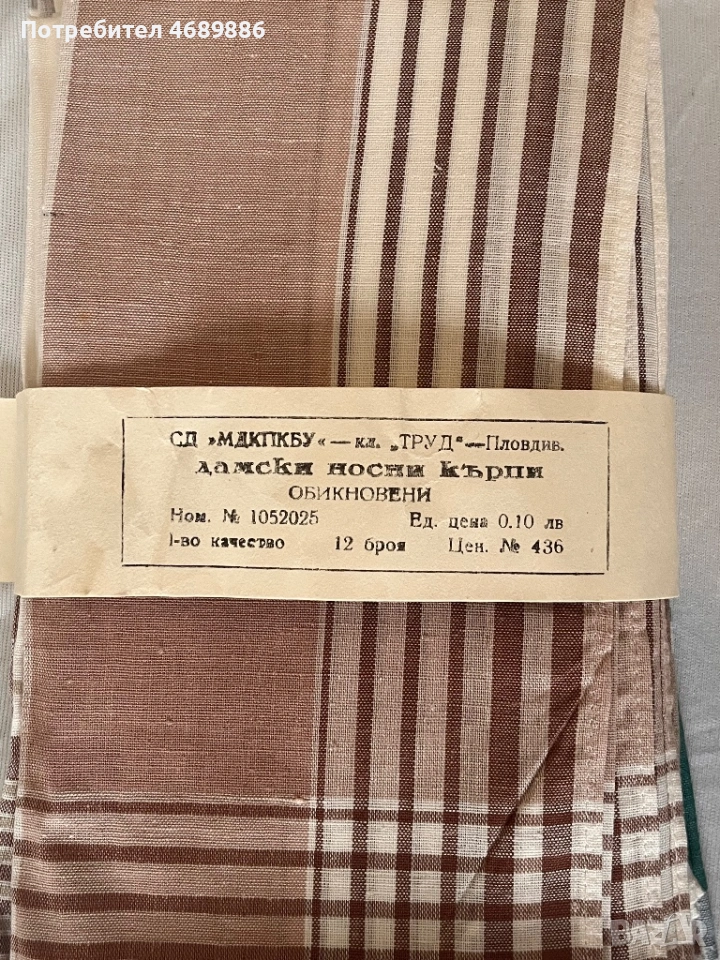 Потребител 4689886
СД »МДКПКБУ« — кл. „ТРУД“ — Пловдив.
дамски носни кърпи
ОБИКНОВЕНИ
Ном. № 1052025 Ед. цена 0.10 лв
I-во качество 12 броя Цен. № 436
Bazar